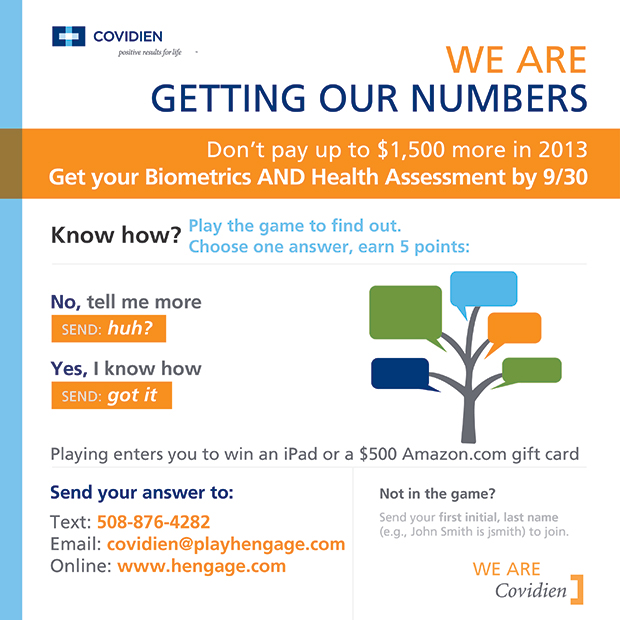 COVIDIEN
positive results for life
WE ARE
GETTING OUR NUMBERS
Don't pay up to $1,500 more in 2013
Get your Biometrics AND Health Assessment by 9/30
Know how? Play the game to find out.
Choose one answer, earn 5 points:
No, tell me more
SEND: huh?
Yes, I know how
SEND: got it
Playing enters you to win an iPad or a $500 Amazon.com gift card
Send your answer to:
Text: 508-876-4282
Email: covidien@playhengage.com
Online: www.hengage.com
Not in the game?
Send your first initial, last name
(e.g., John Smith is jsmith) to join.
WE ARE
Covidien